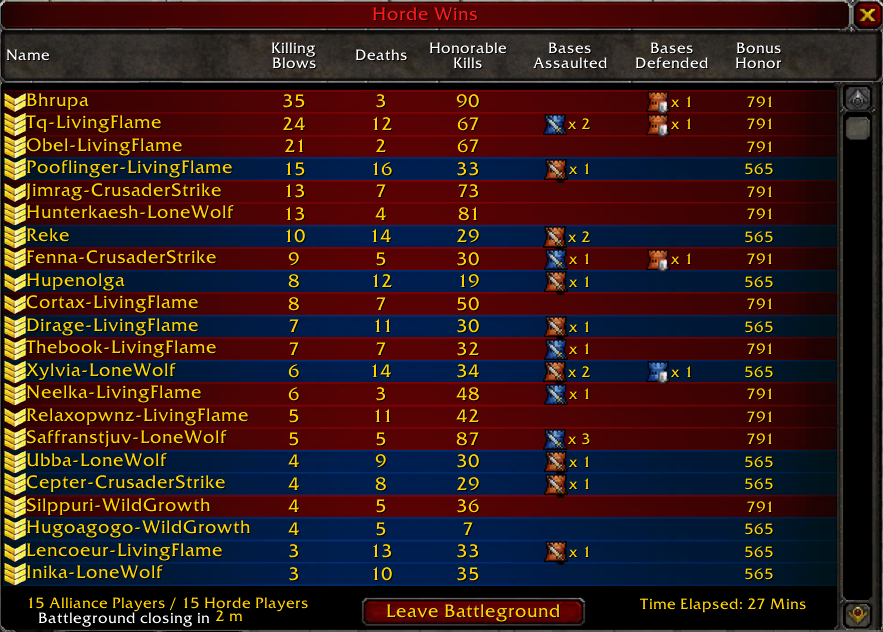 Horde Wins
Name Killing Blows Deaths Honorable Kills Bases Assaulted Bases Defended Bonus Honor
Bhrupa 35 3 90 x 1 791
Tq-LivingFlame 24 12 67 x 2 x 1 791
Obel-LivingFlame 21 2 67 791
Pooflinger-LivingFlame 15 16 33 x 1 565
Jimrag-CrusaderStrike 13 7 73 791
Hunterkaesh-LoneWolf 13 4 81 791
Reke 10 14 29 x 2 565
Fenna-CrusaderStrike 9 5 30 x 1 x 1 791
Hupenolga 8 12 19 x 1 565
Cortax-LivingFlame 8 7 50 791
Dirage-LivingFlame 7 11 30 x 1 565
Thebook-LivingFlame 7 7 32 x 1 791
Xylvia-LoneWolf 6 14 34 x 2 x 1 565
Neelka-LivingFlame 6 3 48 x 1 791
Relaxopwnz-LivingFlame 5 11 42 791
Saffranstjuv-LoneWolf 5 5 87 x 3 791
Ubba-LoneWolf 4 9 30 x 1 565
Cepter-CrusaderStrike 4 8 29 x 1 565
Silppuri-WildGrowth 4 5 36 791
Hugoagogo-WildGrowth 4 5 7 565
Lencoeur-LivingFlame 3 13 33 x 1 565
Inika-LoneWolf 3 10 35 565
15 Alliance Players / 15 Horde Players
Battleground closing in 2 m
Leave Battleground
Time Elapsed: 27 Mins